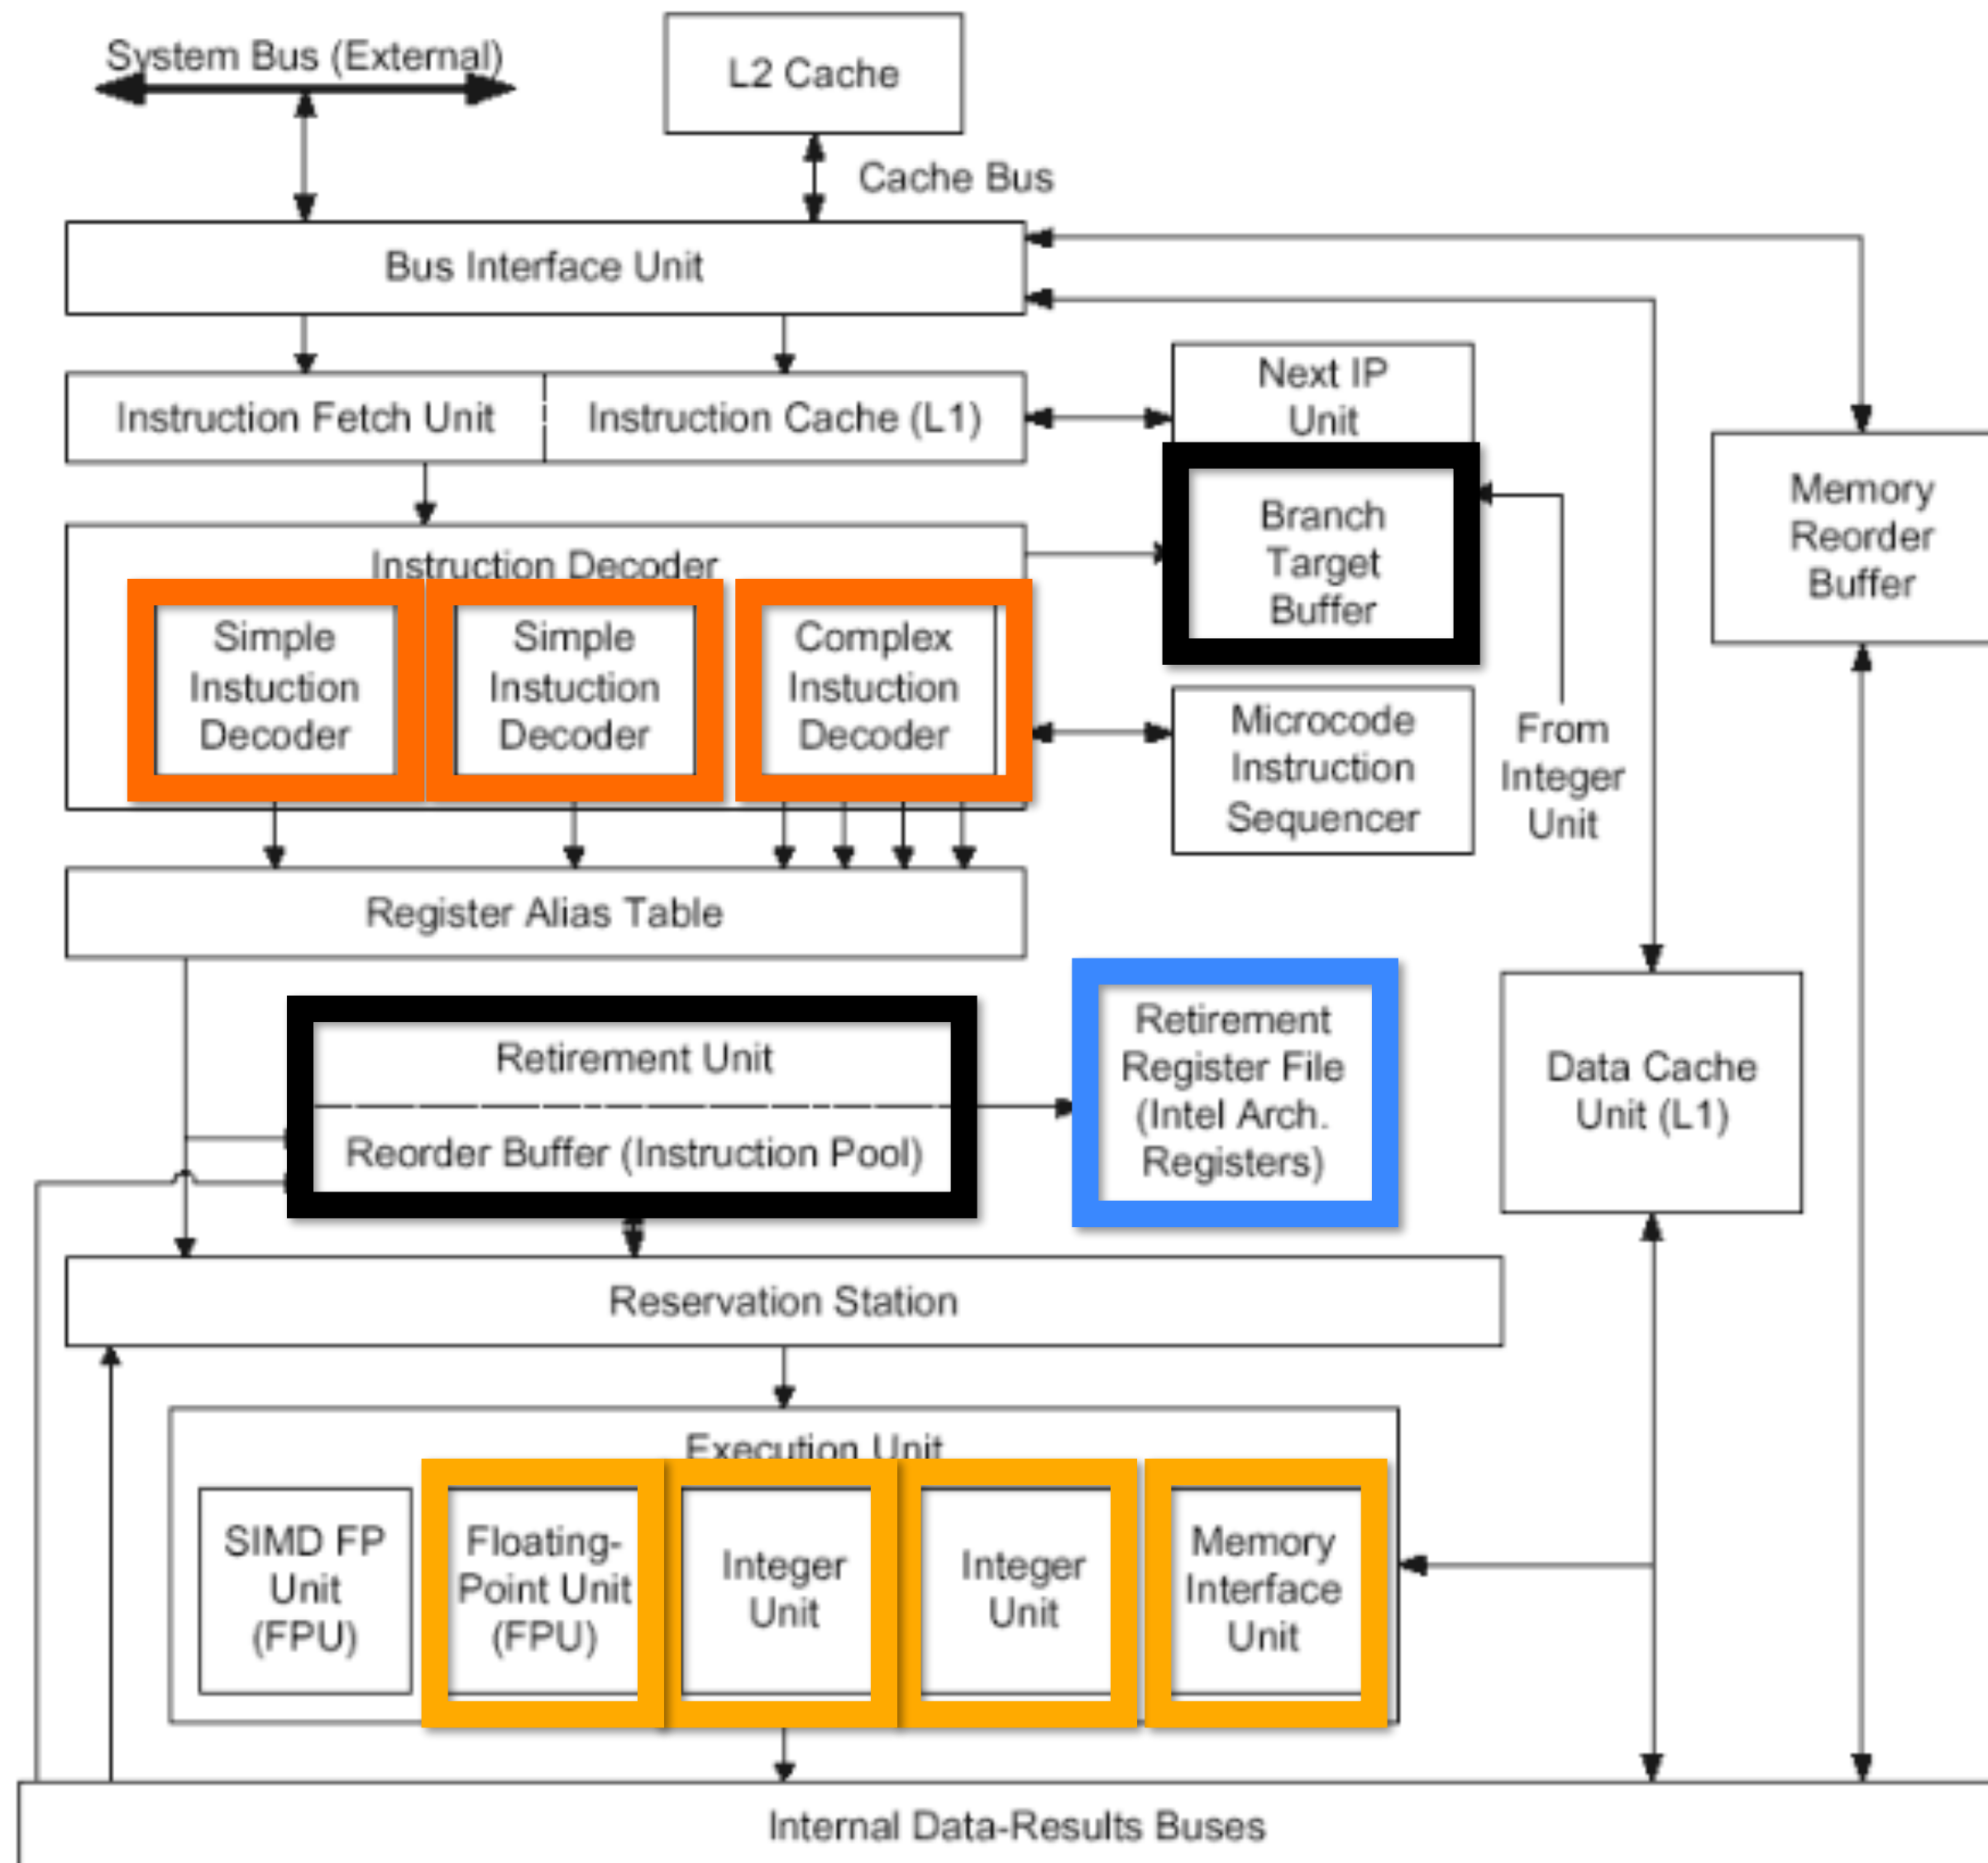 System Bus (External)
L2 Cache
Cache Bus
Bus Interface Unit
Instruction Fetch Unit
Instruction Cache (L1)
Next IP
Unit
Branch
Target
Buffer
Memory
Reorder
Buffer
Instruction Decoder
Simple
Instuction
Decoder
Simple
Instuction
Decoder
Complex
Instuction
Decoder
Microcode
Instruction
Sequencer
From
Integer
Unit
Register Alias Table
Retirement Unit
Reorder Buffer (Instruction Pool)
Retirement
Register File
(Intel Arch.
Registers)
Data Cache
Unit (L1)
Reservation Station
Execution Unit
SIMD FP
Unit
(FPU)
Floating-
Point Unit
(FPU)
Integer
Unit
Integer
Unit
Memory
Interface
Unit
Internal Data-Results Buses